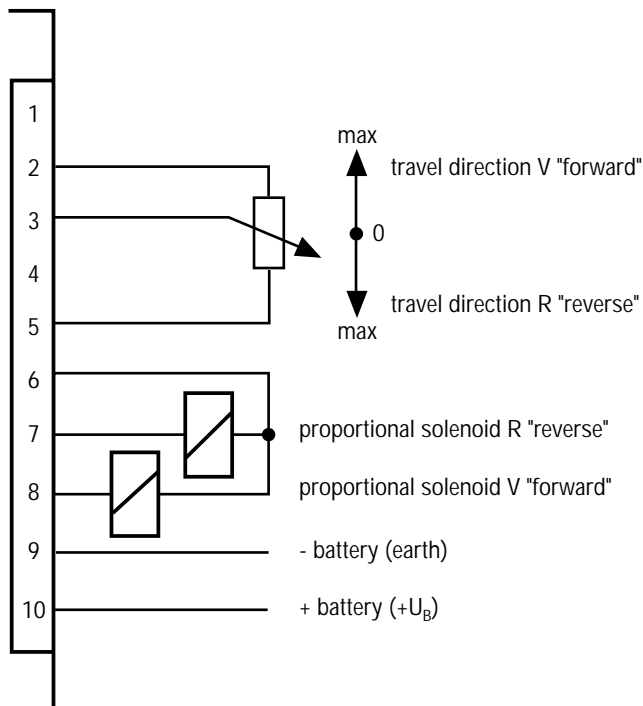 1
max
2
travel direction V "forward"
3
0
4
travel direction R "reverse"
5
max
6
7
proportional solenoid R "reverse"
8
proportional solenoid V "forward"
9
- battery (earth)
10
+ battery (+U_B)